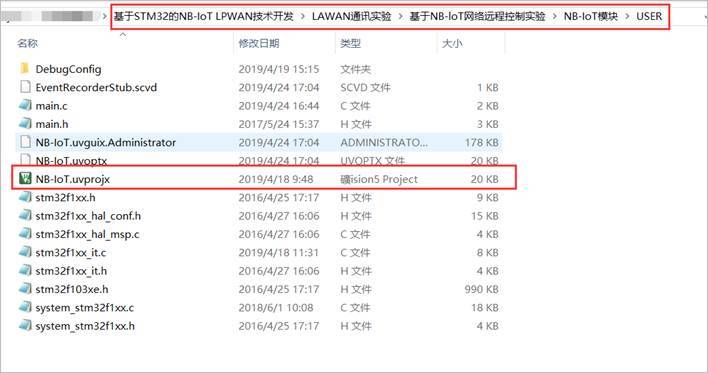 基于STM32的NB-IoT LPWAN技术开发 > LAWAN通讯实验 > 基于NB-IoT网络远程控制实验 > NB-IoT模块 > USER
名称 修改日期 类型 大小
DebugConfig 2019/4/19 15:15 文件夹
EventRecorderStub.scvd 2019/4/24 17:04 SCVD 文件 1 KB
main.c 2019/4/24 16:44 C 文件 2 KB
main.h 2017/5/24 15:37 H 文件 3 KB
NB-IoT.uvguix.Administrator 2019/4/24 17:04 ADMINISTRATO... 178 KB
NB-IoT.uvoptx 2019/4/24 17:04 UVOPTX 文件 20 KB
NB-IoT.uvprojx 2019/4/18 9:48 礦ision5 Project 20 KB
stm32f1xx.h 2016/4/25 17:17 H 文件 9 KB
stm32f1xx_hal_conf.h 2016/4/27 16:06 H 文件 15 KB
stm32f1xx_hal_msp.c 2016/4/27 16:06 C 文件 4 KB
stm32f1xx_it.c 2019/4/18 11:31 C 文件 8 KB
stm32f1xx_it.h 2016/4/27 16:06 H 文件 4 KB
stm32f103xe.h 2016/4/25 17:17 H 文件 990 KB
system_stm32f1xx.c 2018/6/1 10:08 C 文件 18 KB
system_stm32f1xx.h 2016/4/25 17:17 H 文件 4 KB